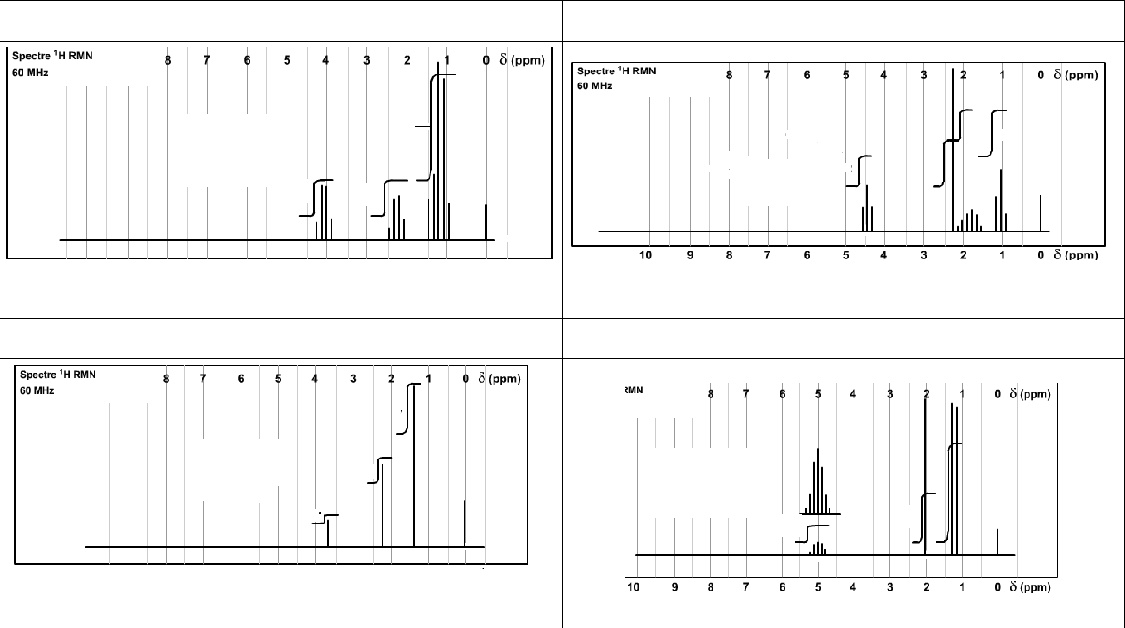 Spectre ¹H RMN 8 7 6 5 4 3 2 1 0 δ (ppm)
60 MHz
Spectre ¹H RMN 8 7 6 5 4 3 2 1 0 δ (ppm)
60 MHz
10 9 8 7 6 5 4 3 2 1 0 δ (ppm)
Spectre ¹H RMN 8 7 6 5 4 3 2 1 0 δ (ppm)
60 MHz
RMN 8 7 6 5 4 3 2 1 0 δ (ppm)
10 9 8 7 6 5 4 3 2 1 0 δ (ppm)